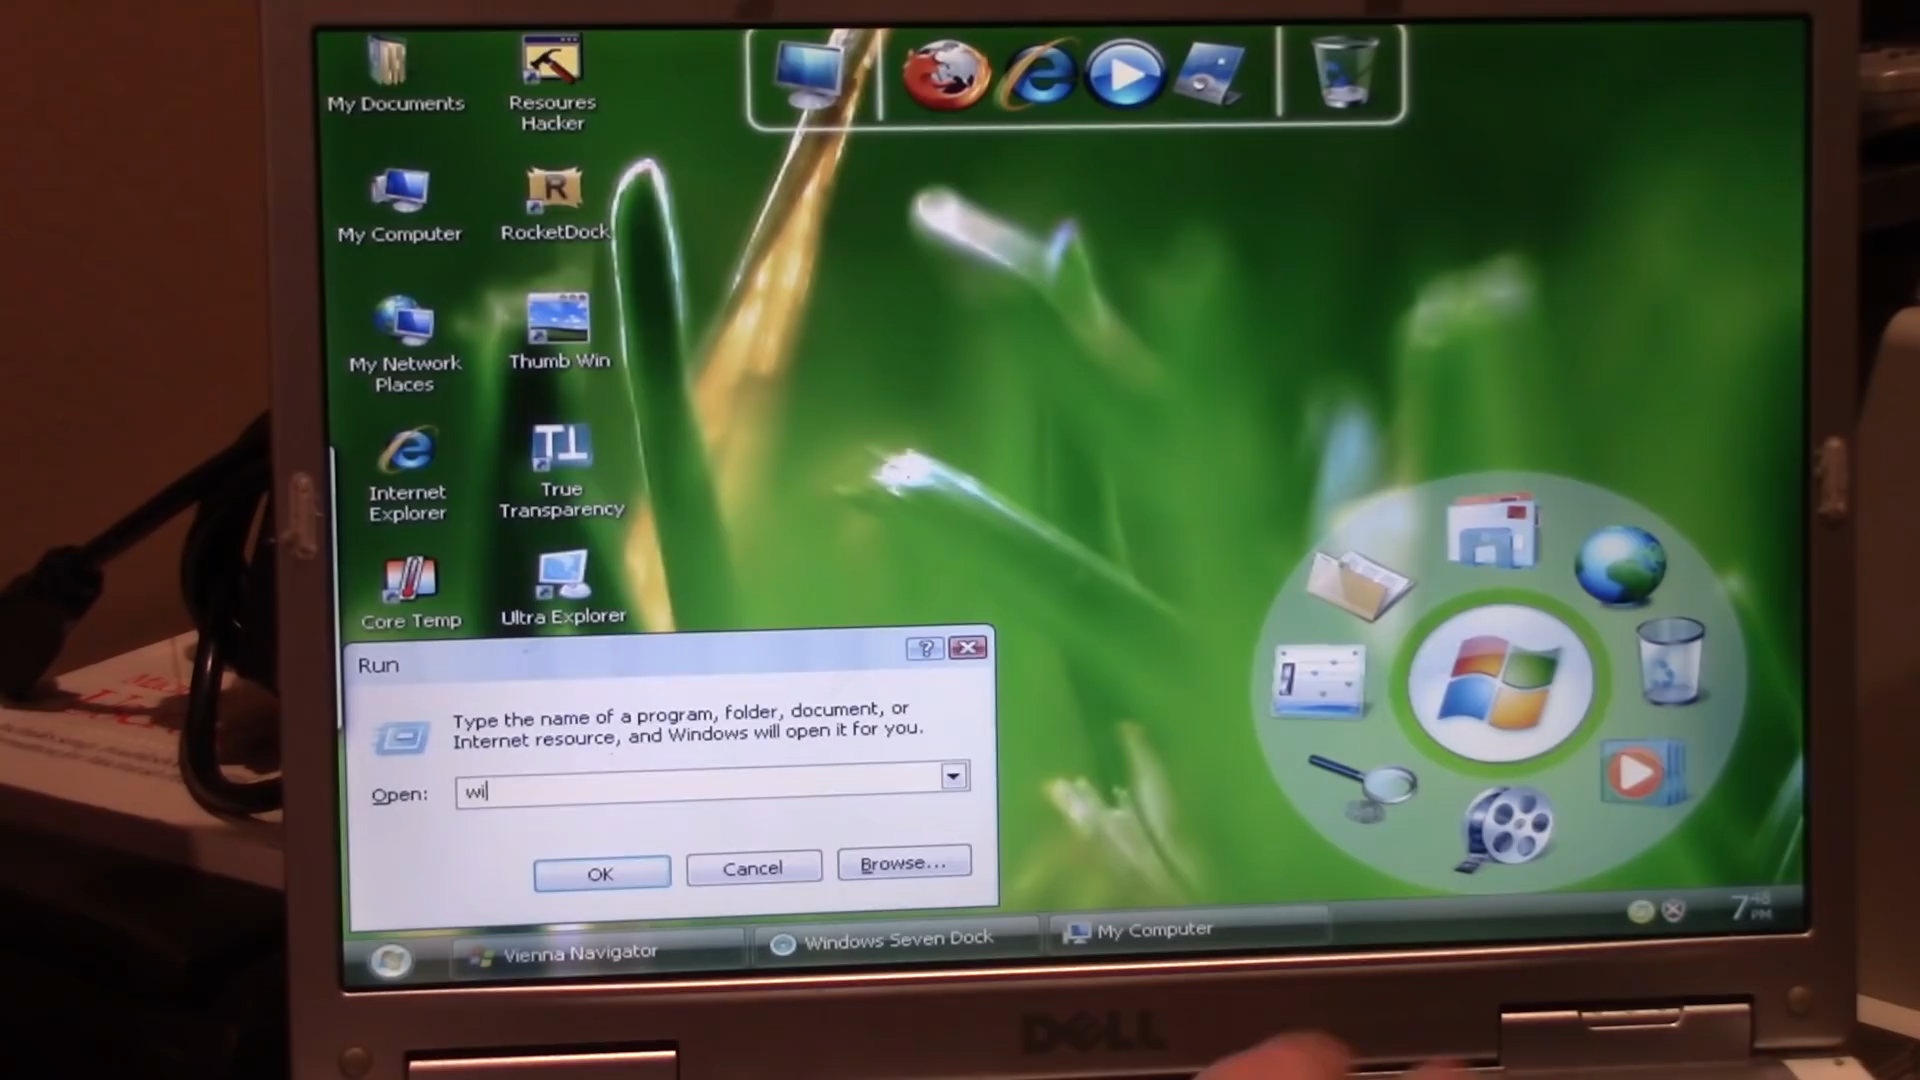 My Documents
Resoures
Hacker
My Computer
RocketDock
My Network
Places
Thumb Win
Internet
Explorer
True
Transparency
Core Temp
Ultra Explorer
Run
Type the name of a program, folder, document, or
Internet resource, and Windows will open it for you.
Open:
wi
OK
Cancel
Browse...
Vienna Navigator
Windows Seven Dock
My Computer
7 48
PM
DELL